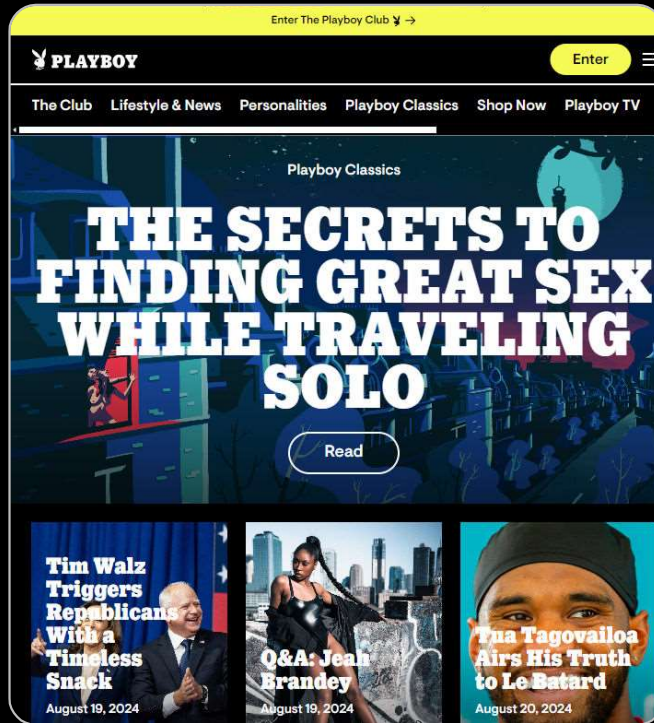 Enter The Playboy Club →
PLAYBOY
Enter
The Club Lifestyle & News Personalities Playboy Classics Shop Now Playboy TV
Playboy Classics
THE SECRETS TO
FINDING GREAT SEX
WHILE TRAVELING
SOLO
Read
Tim Walz
Triggers
Republicans
With a
Timeless
Snack
August 19, 2024
Q&A: Jeah
Brandey
August 19, 2024
Tua Tagovailoa
Airs His Truth
to Le Batard
August 20, 2024